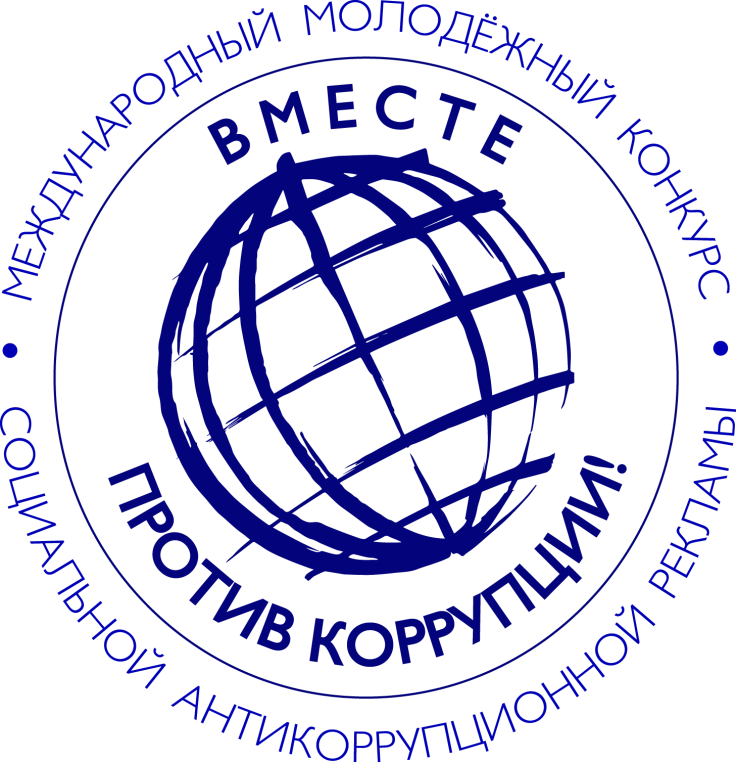 МЕЖДУНАРОДНЫЙ МОЛОДЁЖНЫЙ КОНКУРС
ВМЕСТЕ
ПРОТИВ КОРРУПЦИИ!
• СОЦИАЛЬНОЙ АНТИКОРРУПЦИОННОЙ РЕКЛАМЫ •